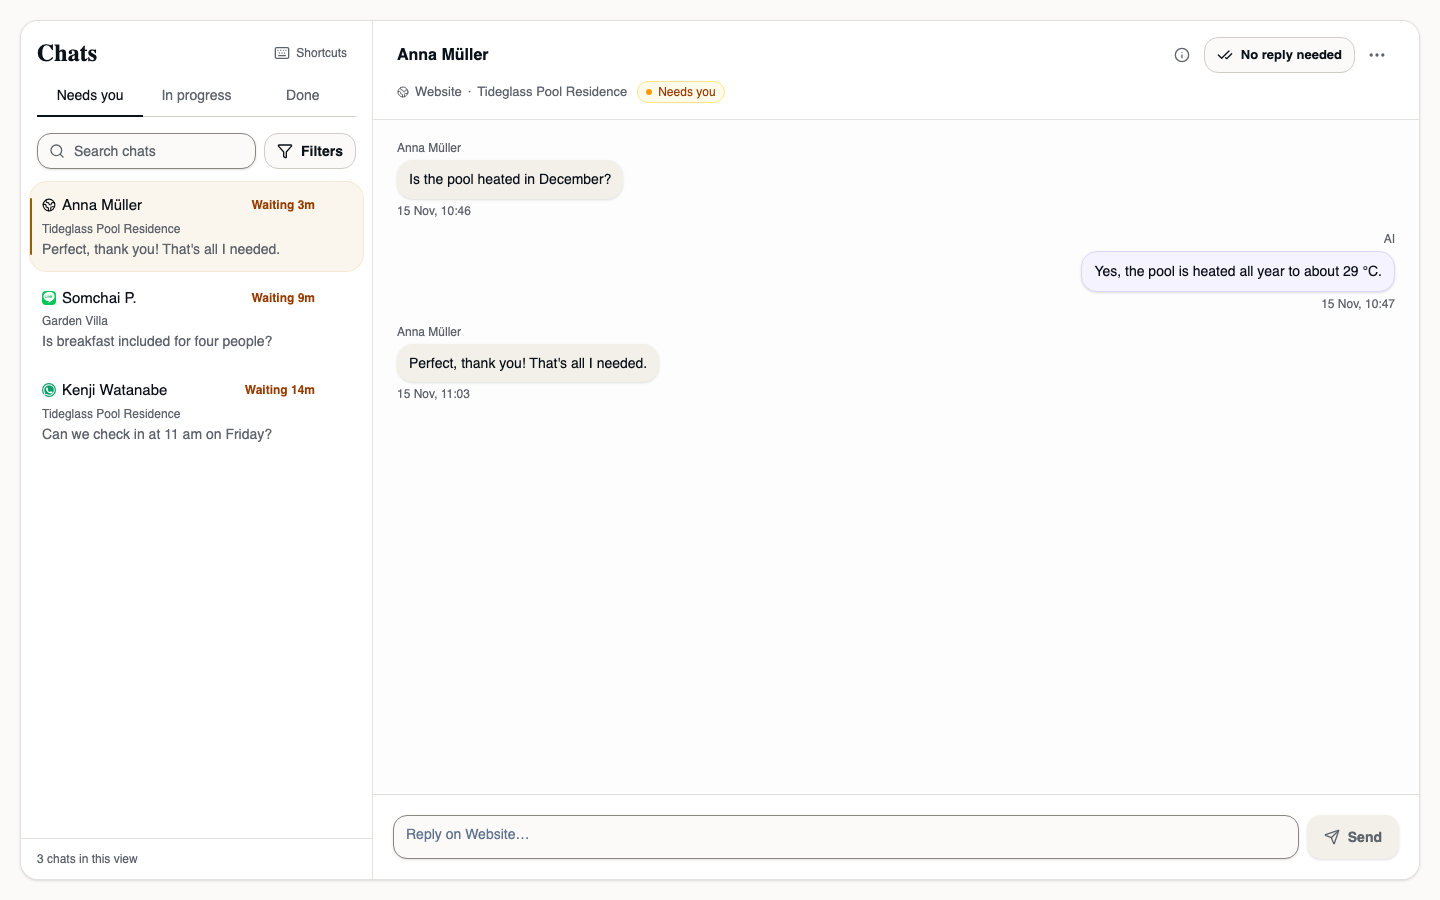 Chats
Shortcuts
Needs you
In progress
Done
Search chats
Filters
Anna Müller
Waiting 3m
Tideglass Pool Residence
Perfect, thank you! That's all I needed.
Somchai P.
Waiting 9m
Garden Villa
Is breakfast included for four people?
Kenji Watanabe
Waiting 14m
Tideglass Pool Residence
Can we check in at 11 am on Friday?
3 chats in this view
Anna Müller
No reply needed
Website · Tideglass Pool Residence
Needs you
Anna Müller
Is the pool heated in December?
15 Nov, 10:46
AI
Yes, the pool is heated all year to about 29 °C.
15 Nov, 10:47
Anna Müller
Perfect, thank you! That's all I needed.
15 Nov, 11:03
Reply on Website…
Send